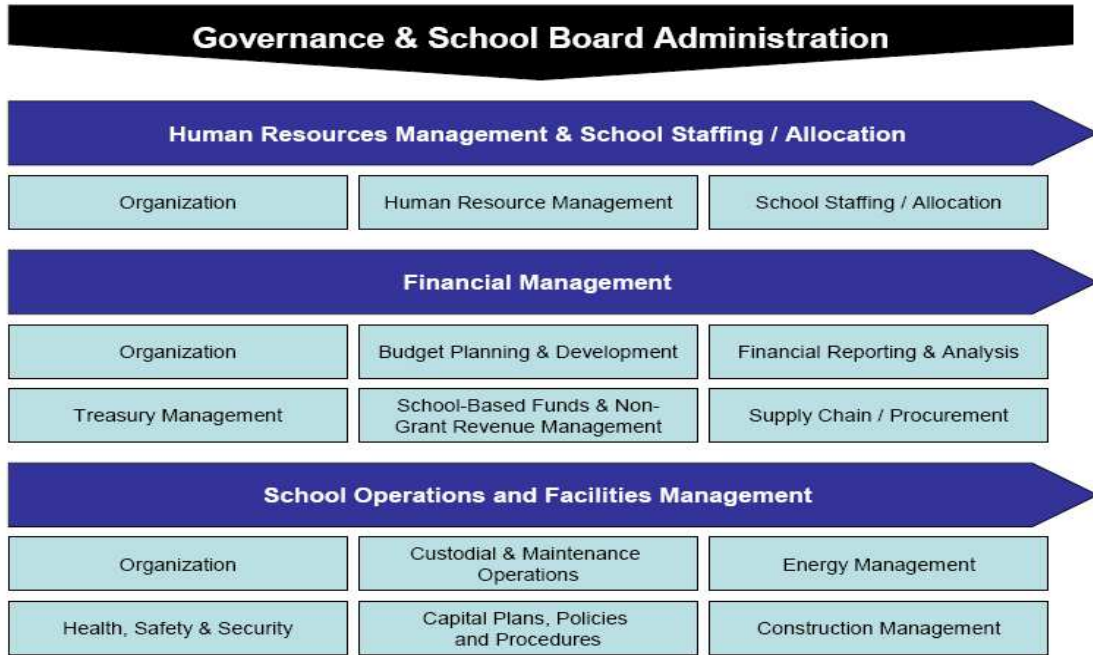 Governance & School Board Administration
Human Resources Management & School Staffing / Allocation
Organization
Human Resource Management
School Staffing / Allocation
Financial Management
Organization
Budget Planning & Development
Financial Reporting & Analysis
Treasury Management
School-Based Funds & Non-
Grant Revenue Management
Supply Chain / Procurement
School Operations and Facilities Management
Organization
Custodial & Maintenance
Operations
Energy Management
Health, Safety & Security
Capital Plans, Policies
and Procedures
Construction Management